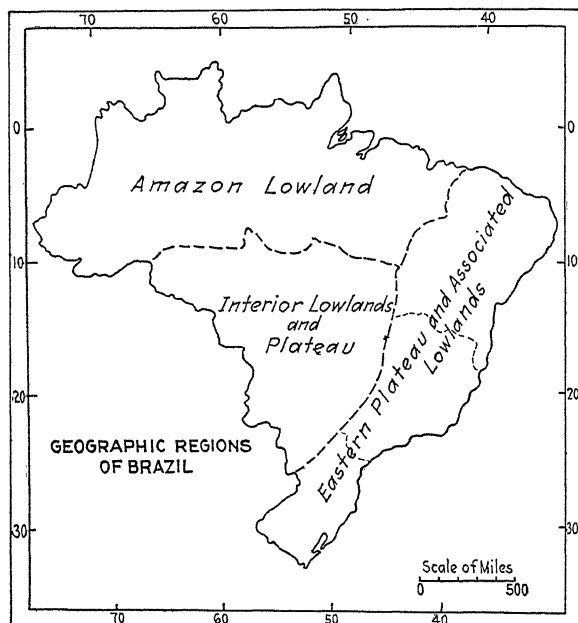 70 60 50 40
0 0
Amazon Lowland
10 10
Interior Lowlands
and
Plateau
Eastern Plateau and Associated
Lowlands
20 20
GEOGRAPHIC REGIONS
OF BRAZIL
30 30
Scale of Miles
0 500
70 60 50 40